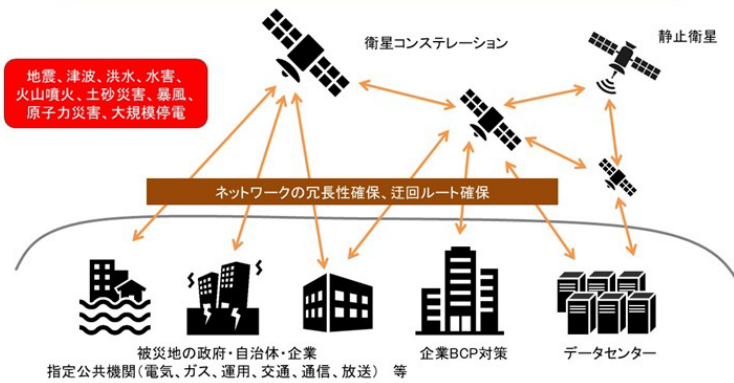 衛星コンステレーション
静止衛星
地震、津波、洪水、水害、
火山噴火、土砂災害、暴風、
原子力災害、大規模停電
ネットワークの冗長性確保、迂回ルート確保
被災地の政府・自治体・企業
指定公共機関(電気、ガス、運用、交通、通信、放送) 等
企業BCP対策
データセンター